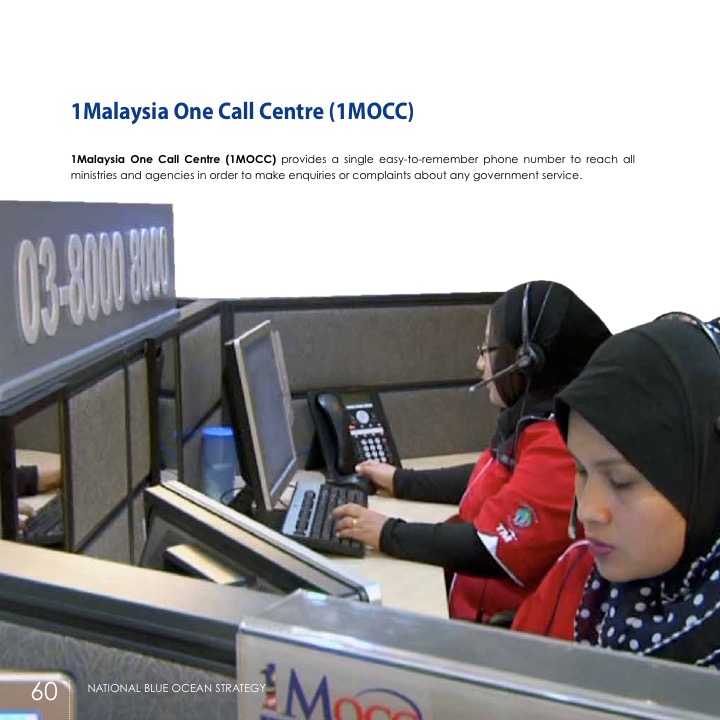 1Malaysia One Call Centre (1MOCC)
1Malaysia One Call Centre (1MOCC) provides a single easy-to-remember phone number to reach all
ministries and agencies in order to make enquiries or complaints about any government service.
03-8000 8000
TM
1Mocc
60 NATIONAL BLUE OCEAN STRATEGY